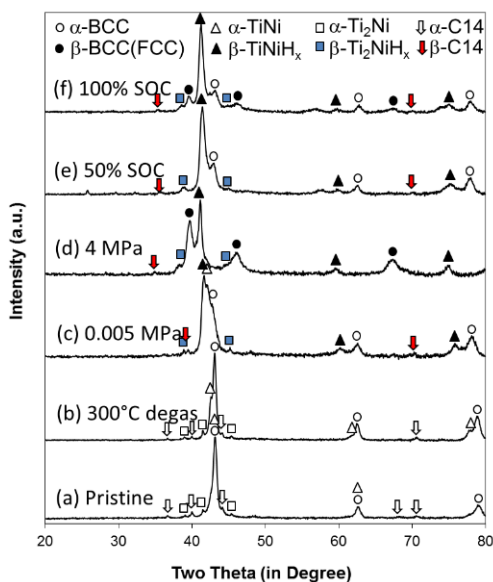 α-BCC α-TiNi α-Ti₂Ni α-C14
β-BCC(FCC) β-TiNiHₓ β-Ti₂NiHₓ β-C14
(f) 100% SOC
(e) 50% SOC
(d) 4 MPa
(c) 0.005 MPa
(b) 300°C degas
(a) Pristine
Intensity (a.u.)
20 30 40 50 60 70 80
Two Theta (in Degree)